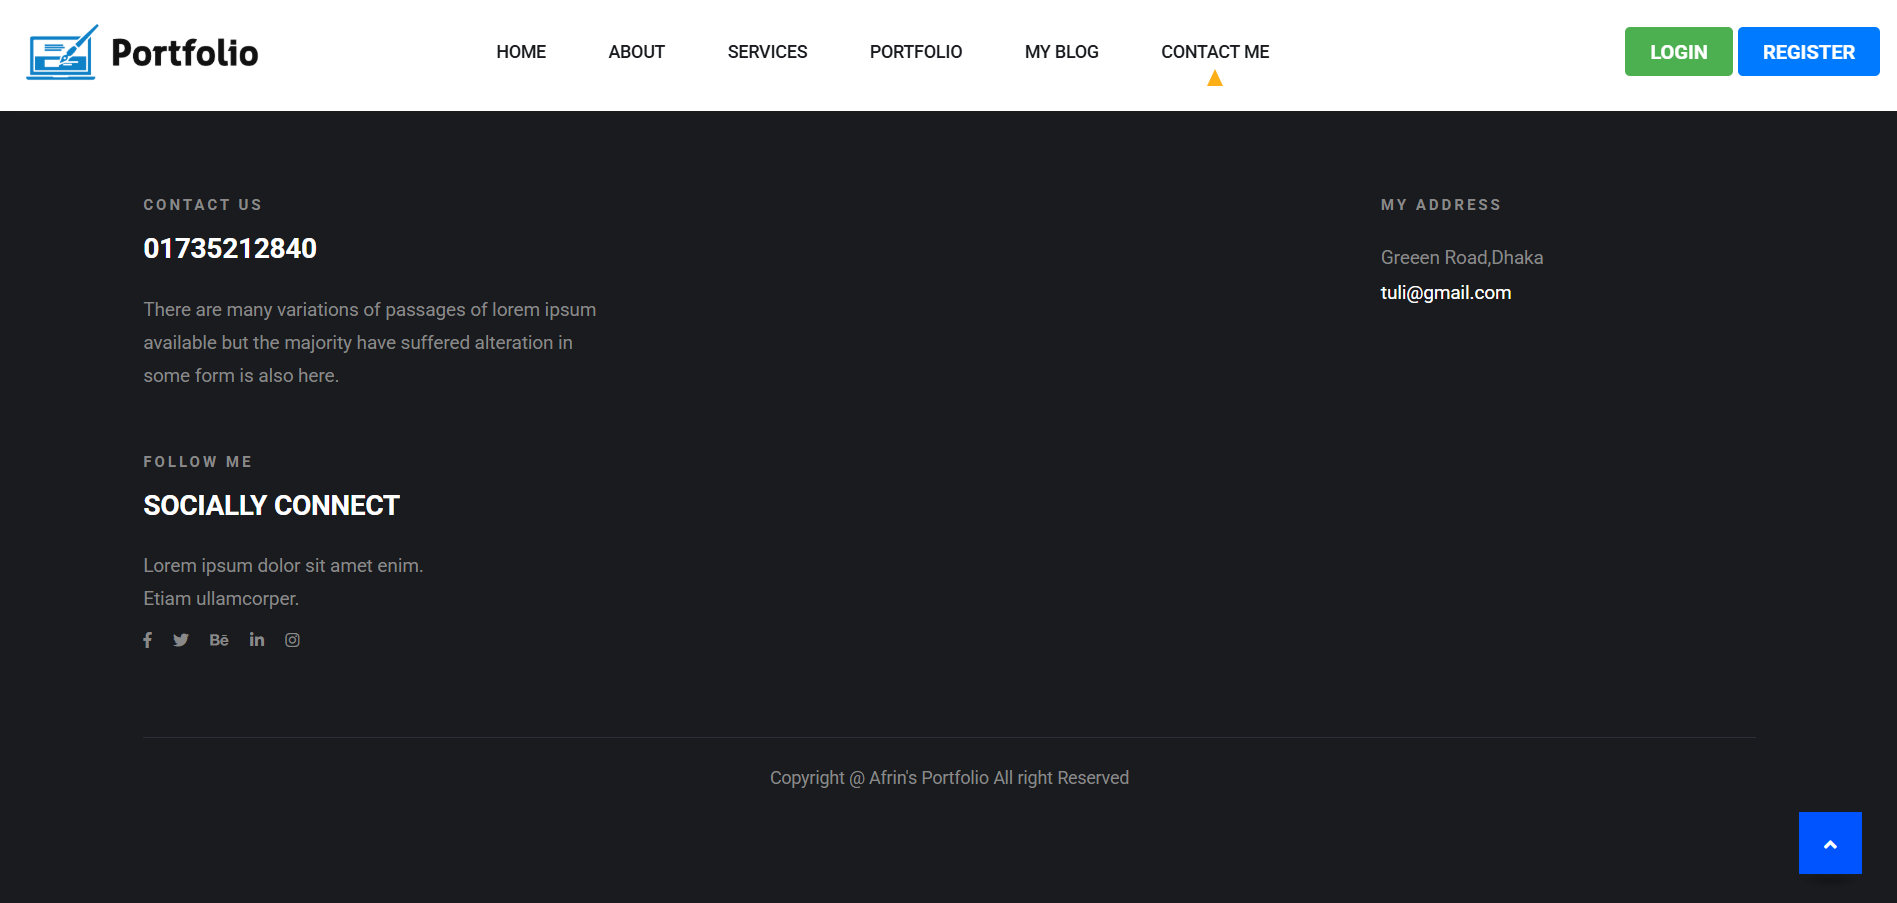 Portfolio
HOME
ABOUT
SERVICES
PORTFOLIO
MY BLOG
CONTACT ME
LOGIN
REGISTER
CONTACT US
01735212840
There are many variations of passages of lorem ipsum
available but the majority have suffered alteration in
some form is also here.
MY ADDRESS
Greeen Road,Dhaka
tuli@gmail.com
FOLLOW ME
SOCIALLY CONNECT
Lorem ipsum dolor sit amet enim.
Etiam ullamcorper.
Copyright @ Afrin's Portfolio All right Reserved